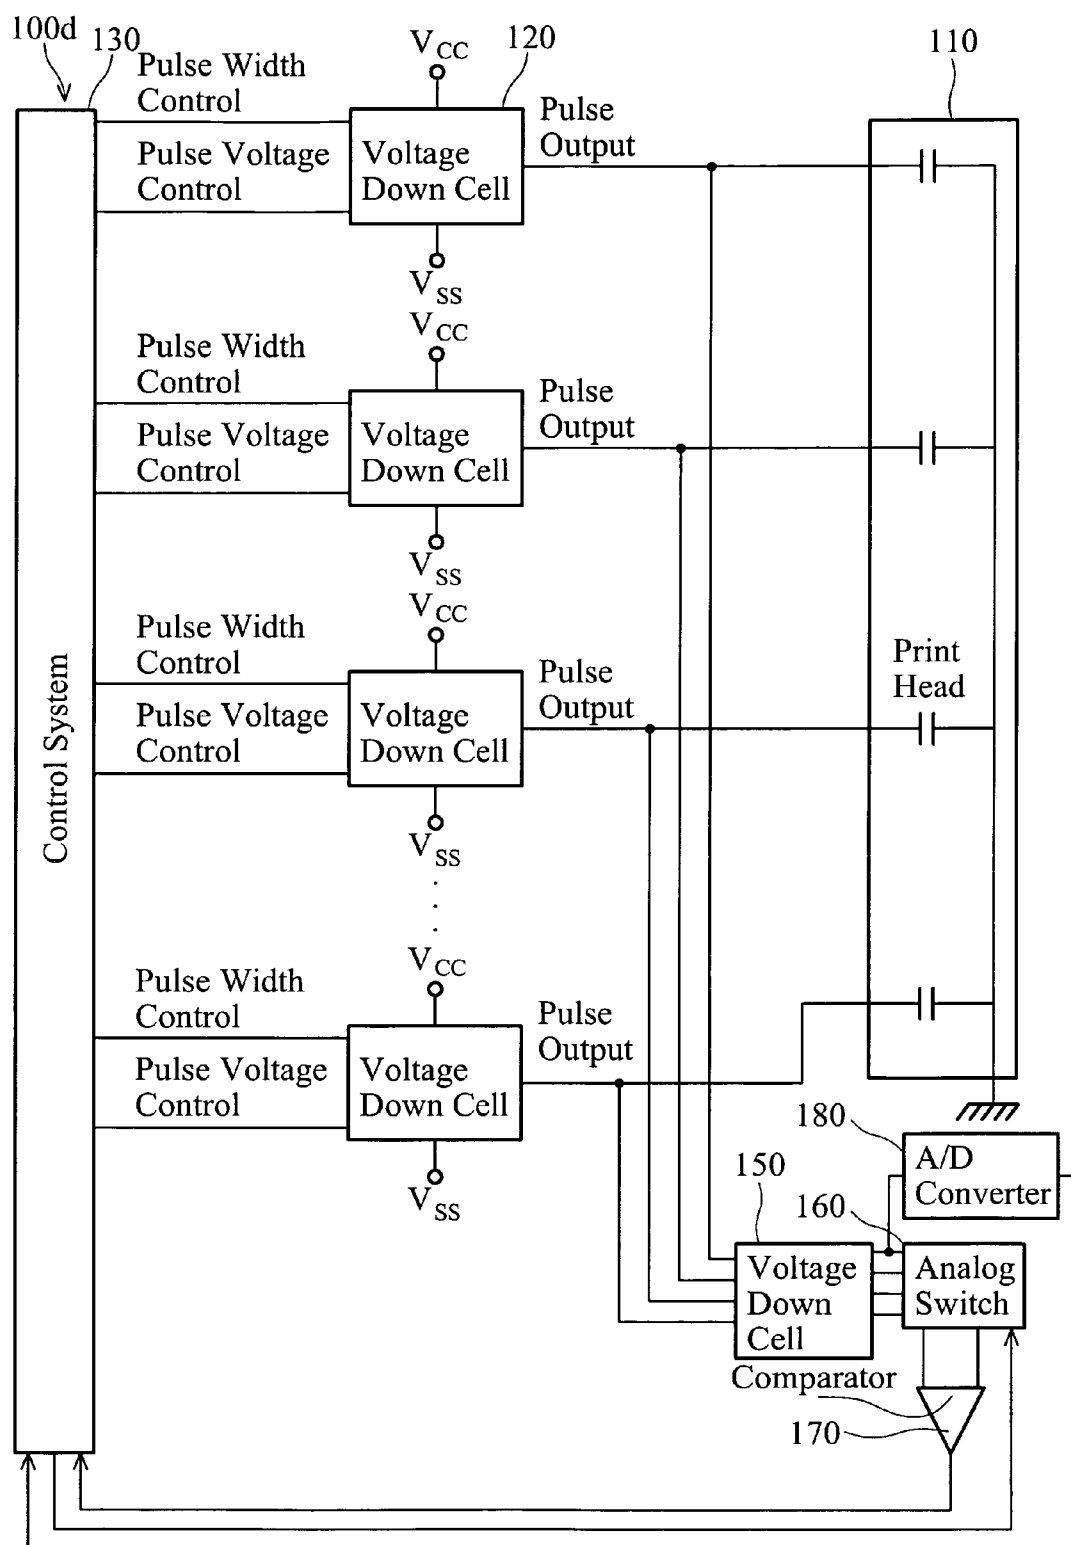 100d
130
120
110
V_CC
Pulse Width
Control
Pulse Voltage
Control
Voltage
Down Cell
Pulse
Output
V_SS
V_CC
Pulse Width
Control
Pulse Voltage
Control
Voltage
Down Cell
Pulse
Output
V_SS
V_CC
Pulse Width
Control
Pulse Voltage
Control
Voltage
Down Cell
Pulse
Output
Print
Head
Control System
V_SS
V_CC
Pulse Width
Control
Pulse Voltage
Control
Voltage
Down Cell
Pulse
Output
V_SS
180
A/D
Converter
150
160
Voltage
Down
Cell
Analog
Switch
Comparator
170